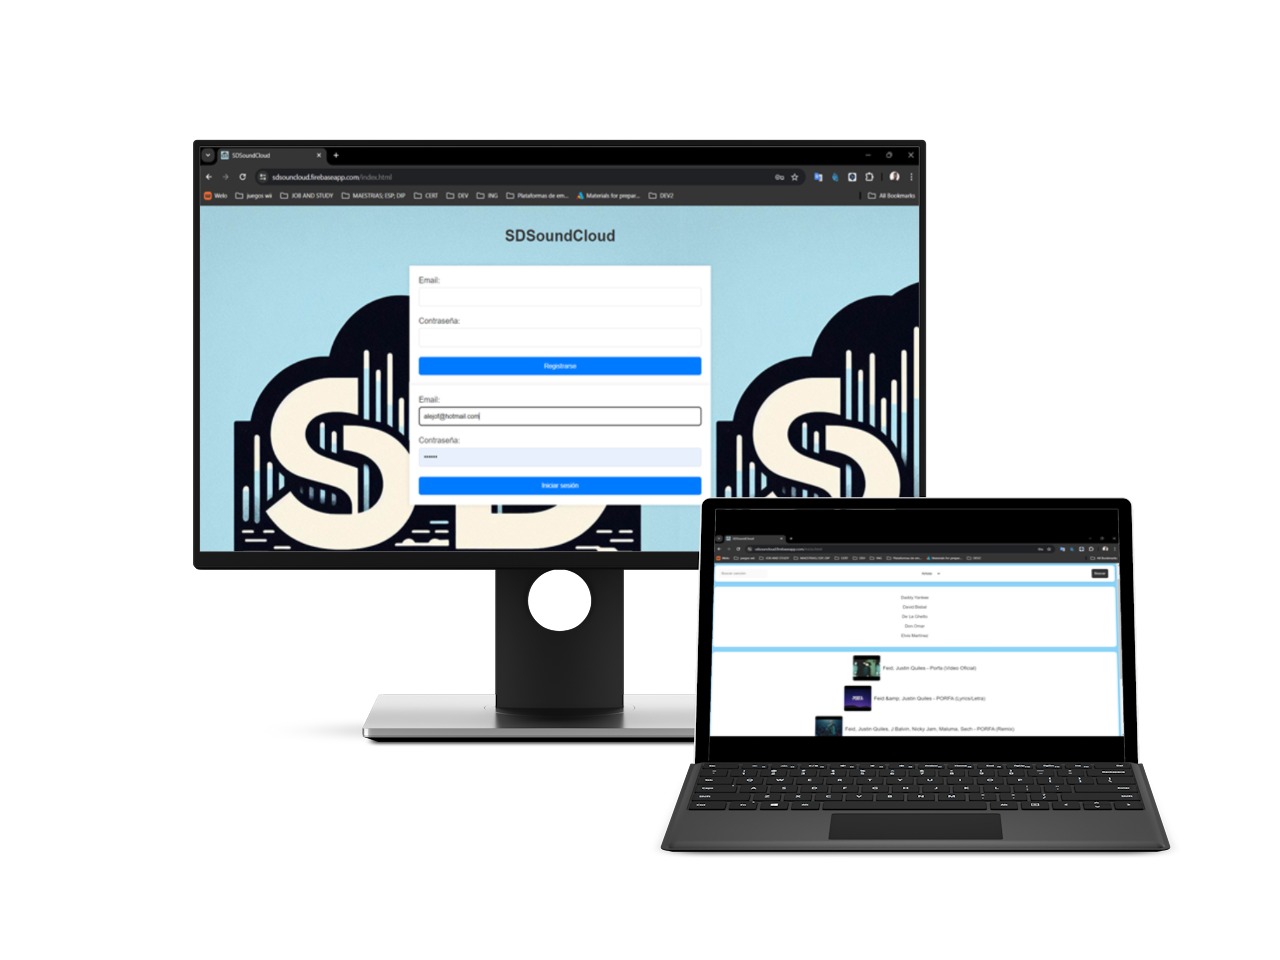 SDSoundCloud
sdsouncloud.firebaseapp.com/index.html
Welo juegos wii JOB AND STUDY MAESTRIAS; ESP; DIP CERT DEV ING Plataformas de em... Materials for prepar... DEV2 All Bookmarks
SDSoundCloud
Email:
Contraseña:
Registrarse
Email:
alejof@hotmail.com
Contraseña:
••••••
Iniciar sesión
SD
S
SDSoundCloud
Daddy Yankee
David Bisbal
De La Ghetto
Don Omar
Elvis Martinez
Feid, Justin Quiles - Porfa (Video Oficial)
Feid &amp; Justin Quiles - PORFA (Lyrics/Letra)
Feid, Justin Quiles, J Balvin, Nicky Jam, Maluma, Sech - PORFA (Remix)
Q W E R T Y U I O P
A S D F G H J K L
Z X C V B N M